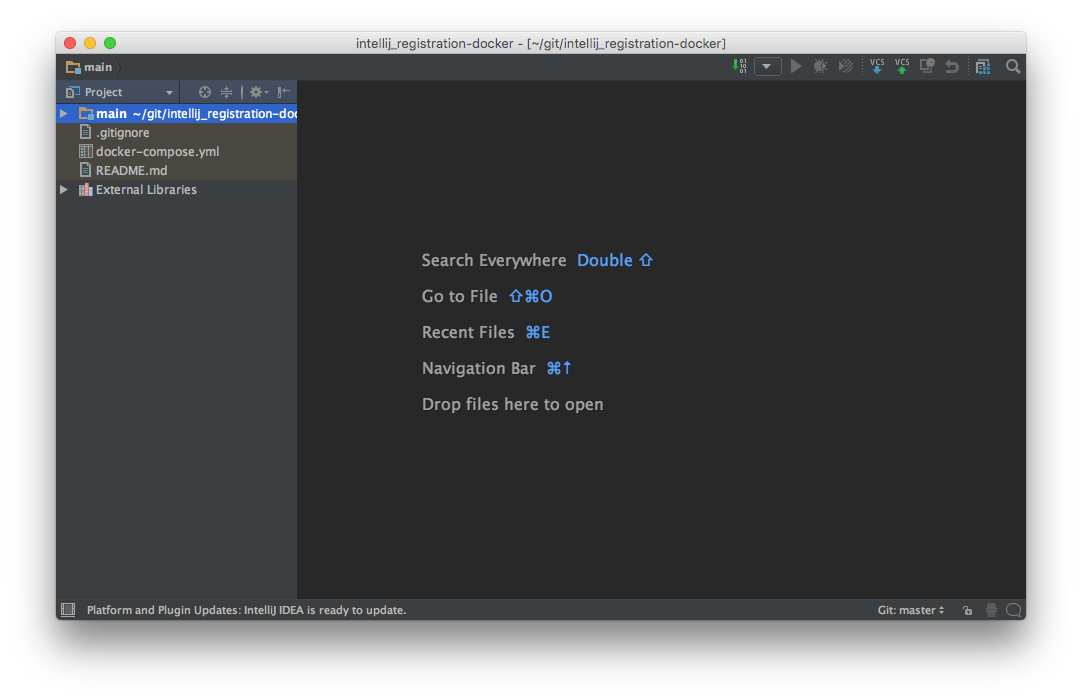 intellij_registration-docker - [~/git/intellij_registration-docker]
main
VCS VCS
Project
main ~/git/intellij_registration-doc
.gitignore
docker-compose.yml
README.md
External Libraries
Search Everywhere Double ⇧
Go to File ⇧⌘O
Recent Files ⌘E
Navigation Bar ⌘↑
Drop files here to open
Platform and Plugin Updates: IntelliJ IDEA is ready to update.
Git: master